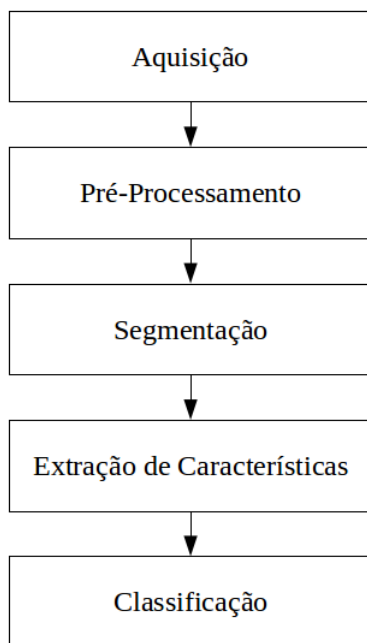 Aquisição
Pré-Processamento
Segmentação
Extração de Características
Classificação